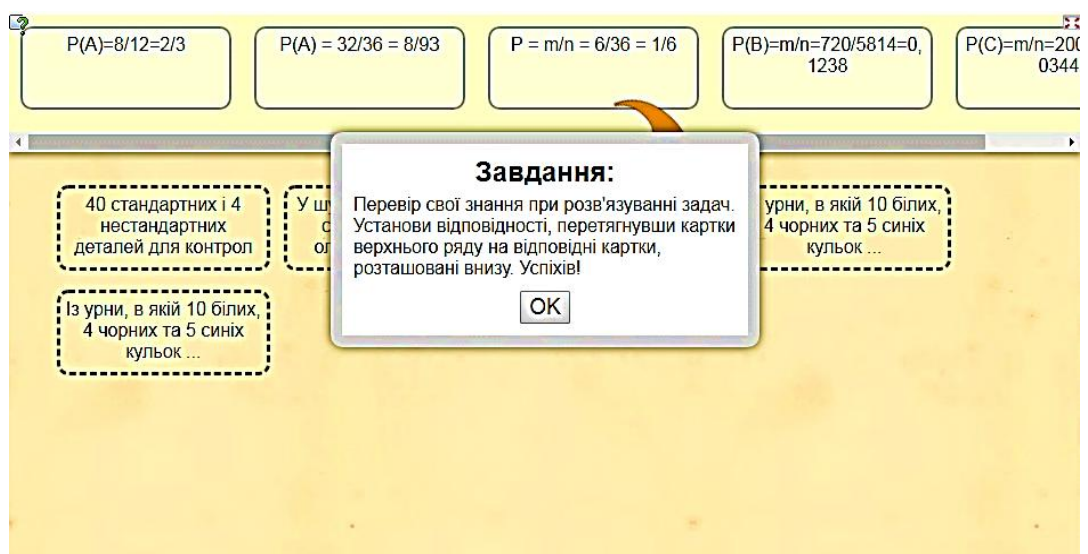 P(A)=8/12=2/3
P(A) = 32/36 = 8/93
P = m/n = 6/36 = 1/6
P(B)=m/n=720/5814=0,
1238
P(C)=m/n=200
0344
Завдання:
Перевір свої знання при розв'язуванні задач.
Установи відповідності, перетягнувши картки
верхнього ряду на відповідні картки,
розташовані внизу. Успіхів!
OK
40 стандартних і 4
нестандартних
деталей для контрол
У
урни, в якій 10 білих,
4 чорних та 5 синіх
кульок ...
Із урни, в якій 10 білих,
4 чорних та 5 синіх
кульок ...